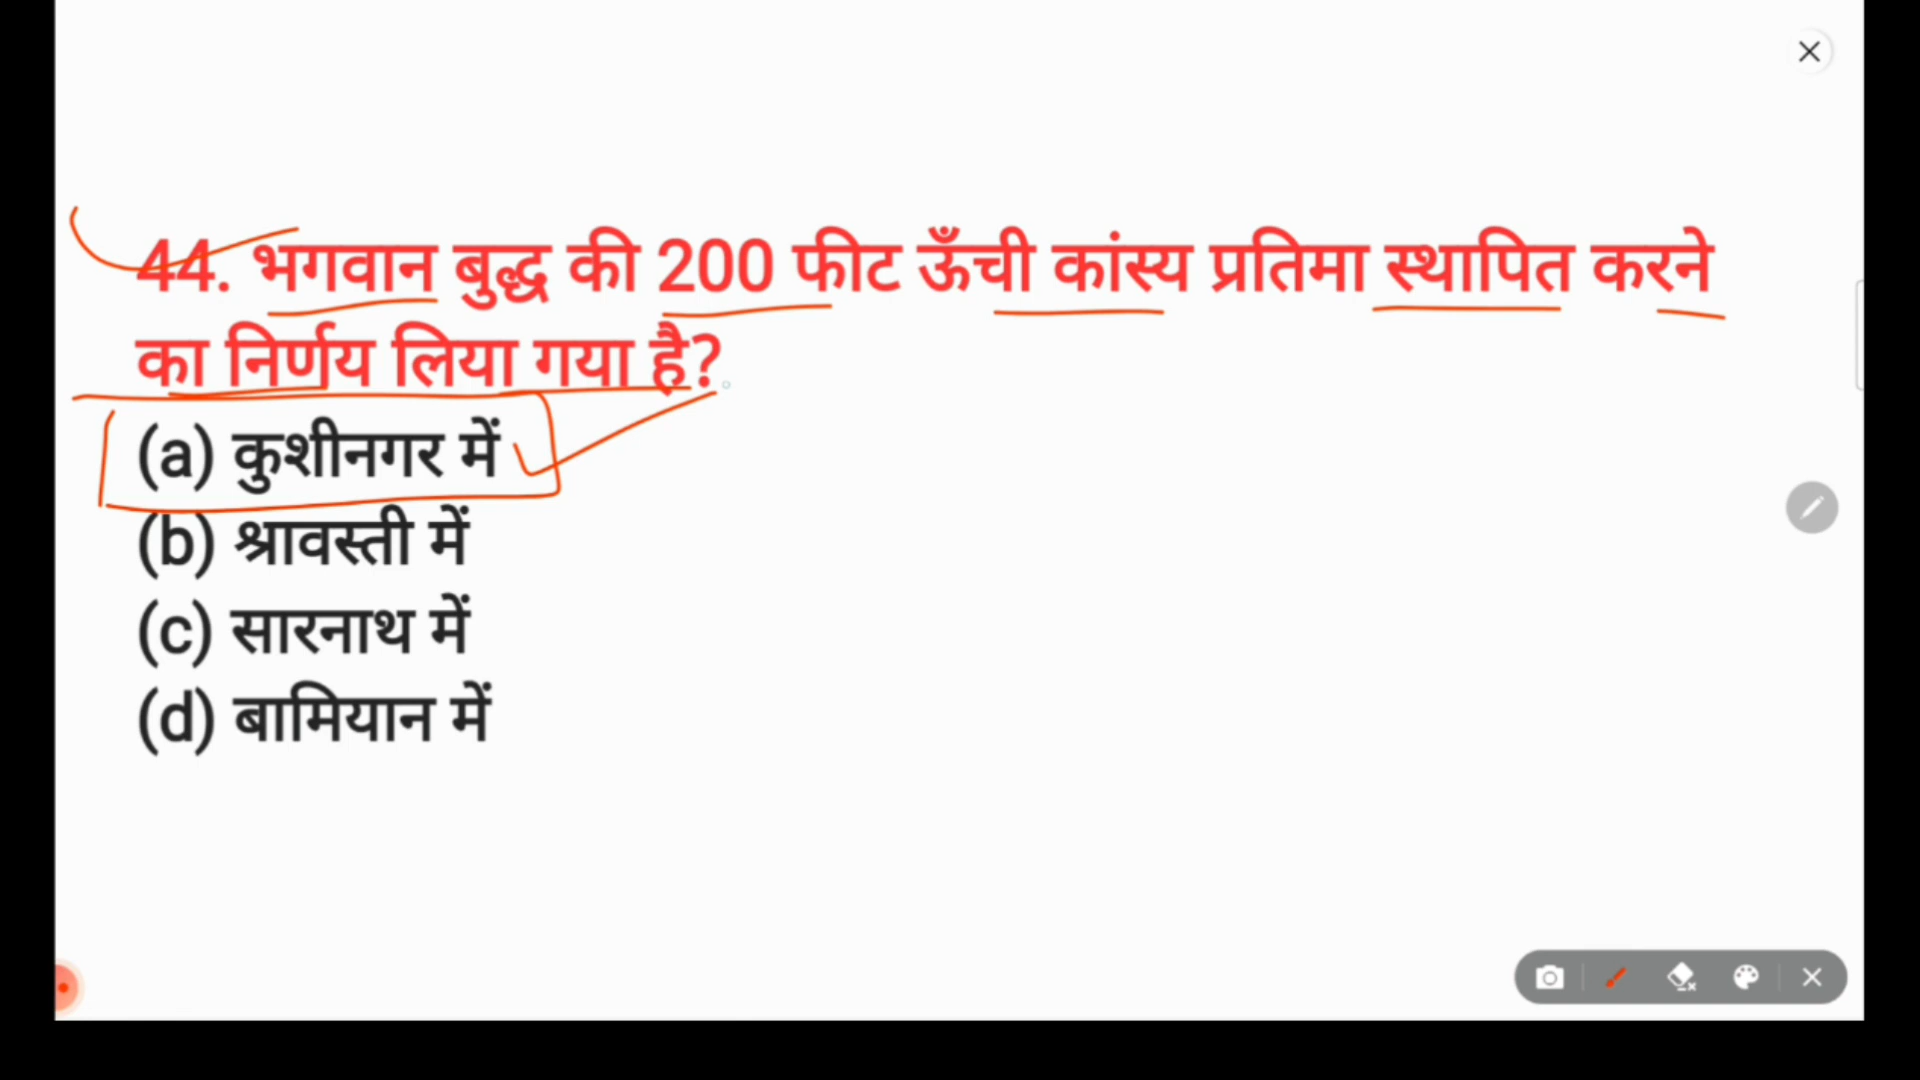 44. भगवान बुद्ध की 200 फीट ऊँची कांस्य प्रतिमा स्थापित करने
का निर्णय लिया गया है?
(a) कुशीनगर में
(b) श्रावस्ती में
(c) सारनाथ में
(d) बामियान में